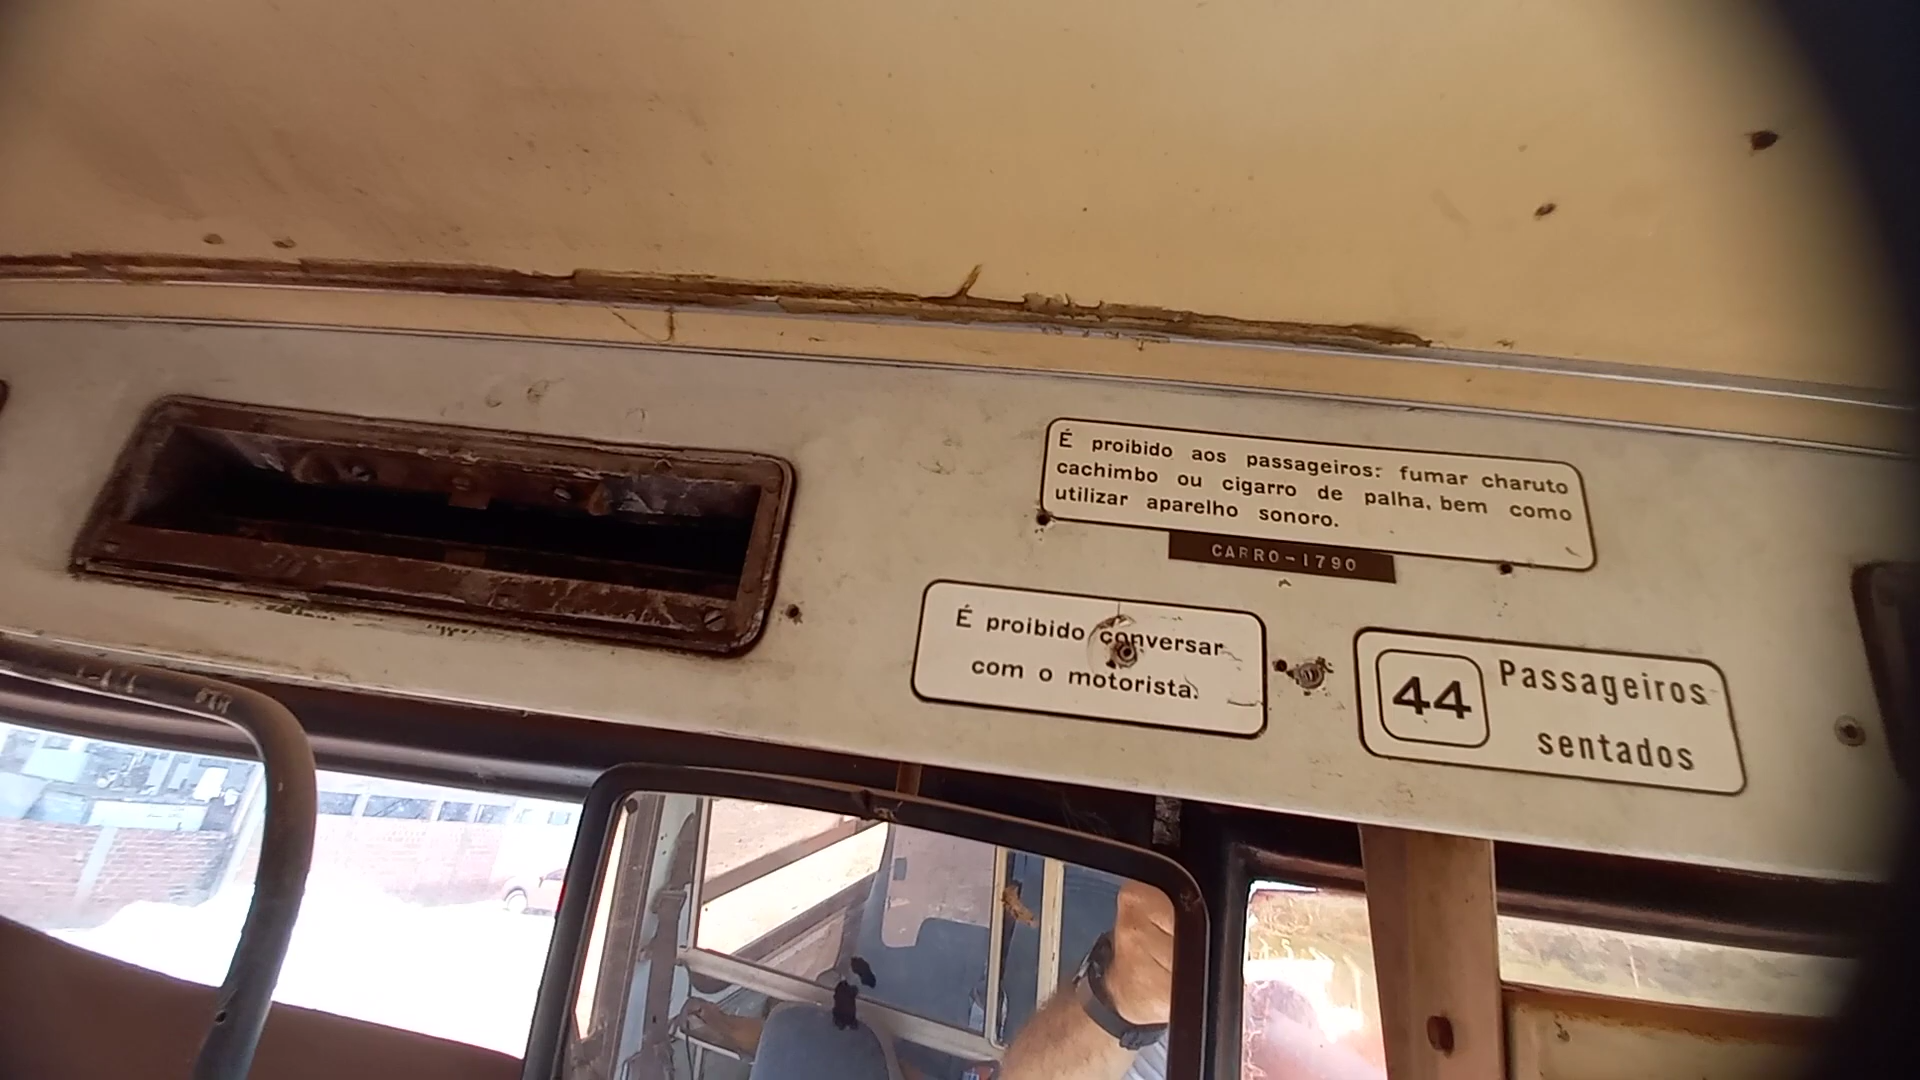 É proibido aos passageiros: fumar charuto
cachimbo ou cigarro de palha, bem como
utilizar aparelho sonoro.
CARRO-1790
É proibido conversar
com o motorista.
44
Passageiros
sentados